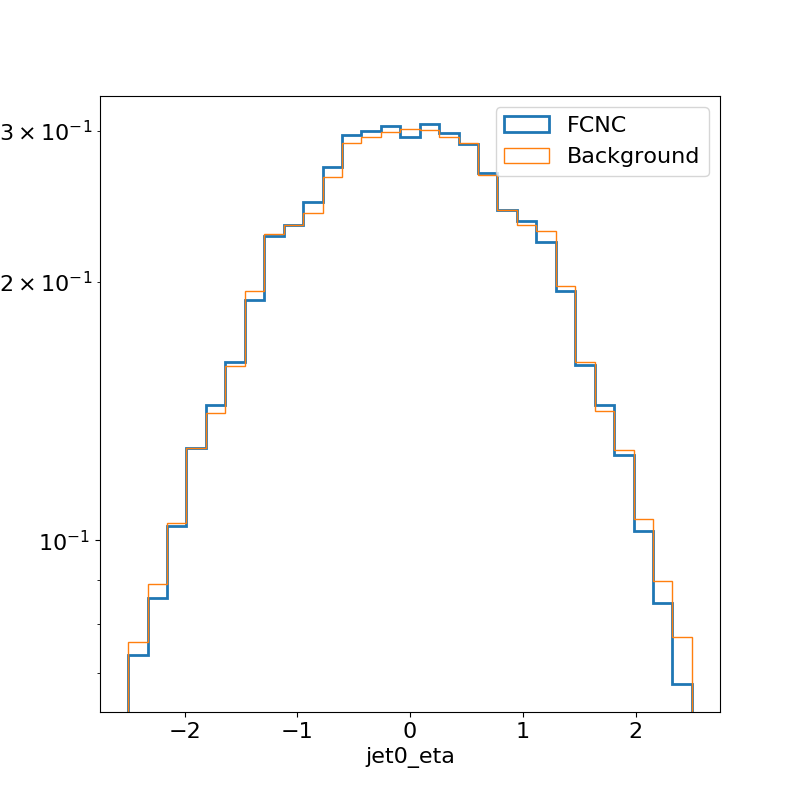 FCNC
Background
3 × 10⁻¹
2 × 10⁻¹
10⁻¹
−2 −1 0 1 2
jet0_eta